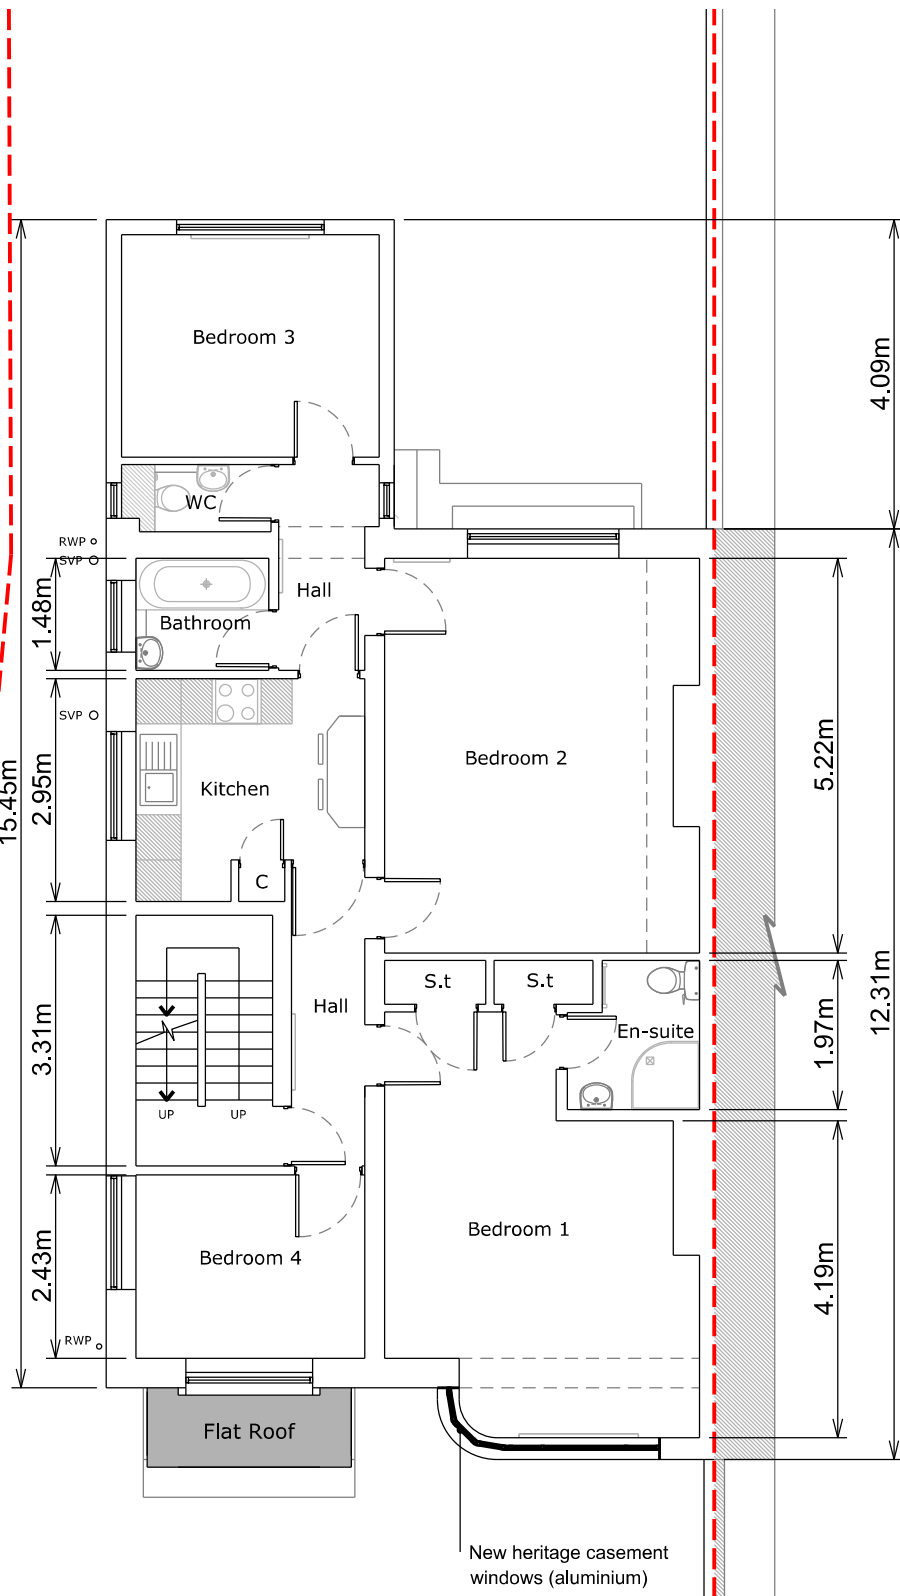 Bedroom 3
4.09m
WC
RWP
SVP
Hall
1.48m
Bathroom
SVP
Bedroom 2
5.22m
15.45m
2.95m
Kitchen
C
S.t
S.t
12.31m
Hall
3.31m
En-suite
1.97m
UP
UP
Bedroom 1
2.43m
Bedroom 4
4.19m
RWP
Flat Roof
New heritage casement
windows (aluminium)